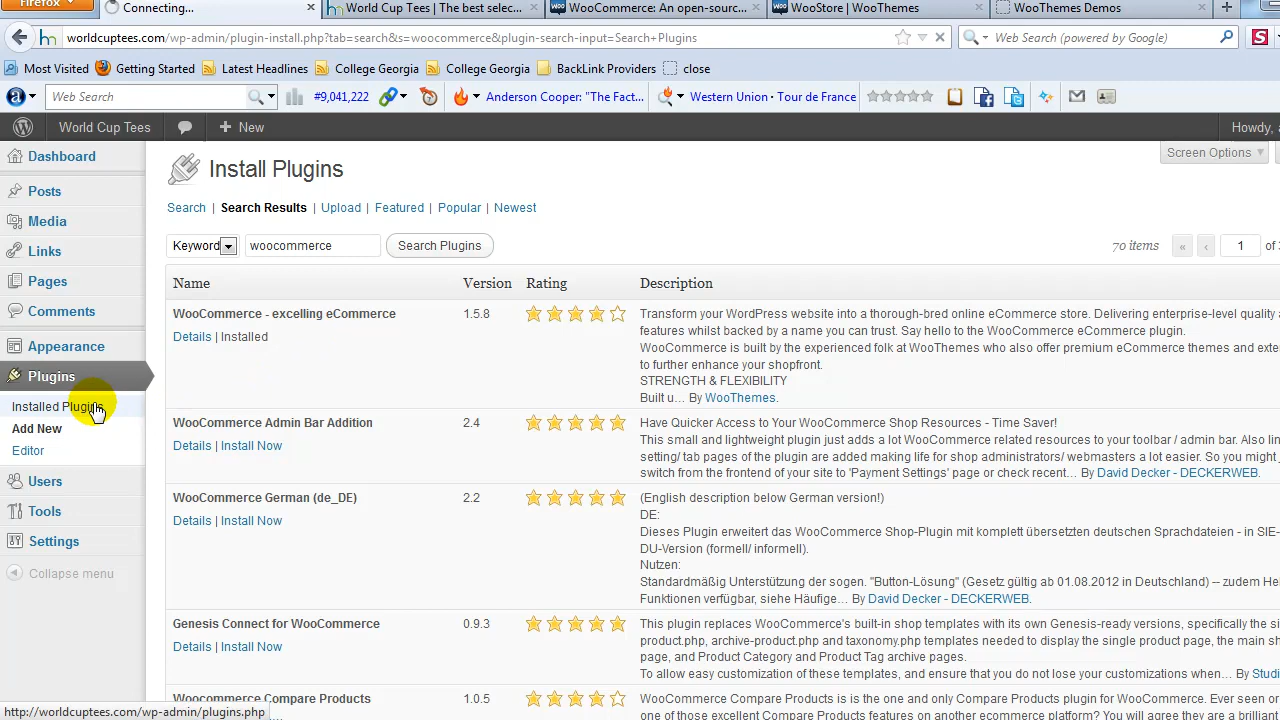 Firefox
Connecting...
World Cup Tees | The best selec...
WooCommerce: An open-sourc...
WooStore | WooThemes
WooThemes Demos
worldcuptees.com/wp-admin/plugin-install.php?tab=search&s=woocommerce&plugin-search-input=Search+Plugins
Web Search (powered by Google)
Most Visited
Getting Started
Latest Headlines
College Georgia
College Georgia
BackLink Providers
close
Web Search
#9,041,222
Anderson Cooper: "The Fact...
Western Union · Tour de France
World Cup Tees
+ New
Howdy, a
Dashboard
Posts
Media
Links
Pages
Comments
Appearance
Plugins
Installed Plugins
Add New
Editor
Users
Tools
Settings
Collapse menu
Install Plugins
Screen Options
Search | Search Results | Upload | Featured | Popular | Newest
Keyword
woocommerce
Search Plugins
70 items « ‹ 1 of
Name Version Rating Description
WooCommerce - excelling eCommerce
Details | Installed
1.5.8
Transform your WordPress website into a thorough-bred online eCommerce store. Delivering enterprise-level quality
features whilst backed by a name you can trust. Say hello to the WooCommerce eCommerce plugin.
WooCommerce is built by the experienced folk at WooThemes who also offer premium eCommerce themes and exte
to further enhance your shopfront.
STRENGTH & FLEXIBILITY
Built u… By WooThemes.
WooCommerce Admin Bar Addition
Details | Install Now
2.4
Have Quicker Access to Your WooCommerce Shop Resources - Time Saver!
This small and lightweight plugin just adds a lot WooCommerce related resources to your toolbar / admin bar. Also lin
setting/ tab pages of the plugin are added making life for shop administrators/ webmasters a lot easier. So you might
switch from the frontend of your site to 'Payment Settings' page or check recent… By David Decker - DECKERWEB.
WooCommerce German (de_DE)
Details | Install Now
2.2
(English description below German version!)
DE:
Dieses Plugin erweitert das WooCommerce Shop-Plugin mit komplett übersetzten deutschen Sprachdateien - in SIE-
DU-Version (formell/ informell).
Nutzen:
Standardmäßig Unterstützung der sogen. "Button-Lösung" (Gesetz gültig ab 01.08.2012 in Deutschland) -- zudem He
Funktionen verfügbar, siehe Häufige… By David Decker - DECKERWEB.
Genesis Connect for WooCommerce
Details | Install Now
0.9.3
This plugin replaces WooCommerce's built-in shop templates with its own Genesis-ready versions, specifically the si
product.php, archive-product.php and taxonomy.php templates needed to display the single product page, the main sh
page, and Product Category and Product Tag archive pages.
To allow easy customization of these templates, and ensure that you do not lose your customizations when… By Studi
Woocommerce Compare Products
1.0.5
WooCommerce Compare Products is is the one and only Compare Products plugin for WooCommerce. Ever seen o
one of those excellent Compare Products features on another ecommerce platform? You will agree they are a brilliant
http://worldcuptees.com/wp-admin/plugins.php